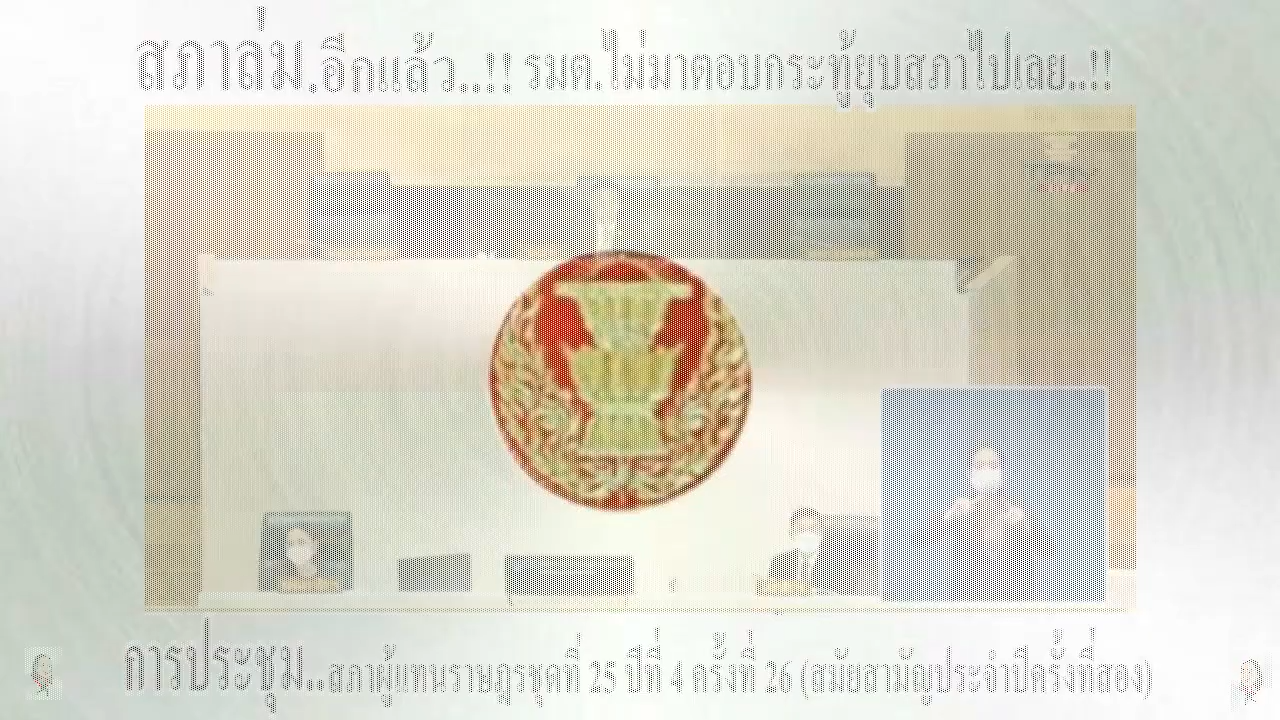 สภาล่ม อีกแล้ว..!! รมต.ไม่มาตอบกระทู้ยุบสภาไปเลย..!!
การประชุม..สภาผู้แทนราษฎรชุดที่ 25 ปีที่ 4 ครั้งที่ 26 (สมัยสามัญประจำปีครั้งที่สอง)